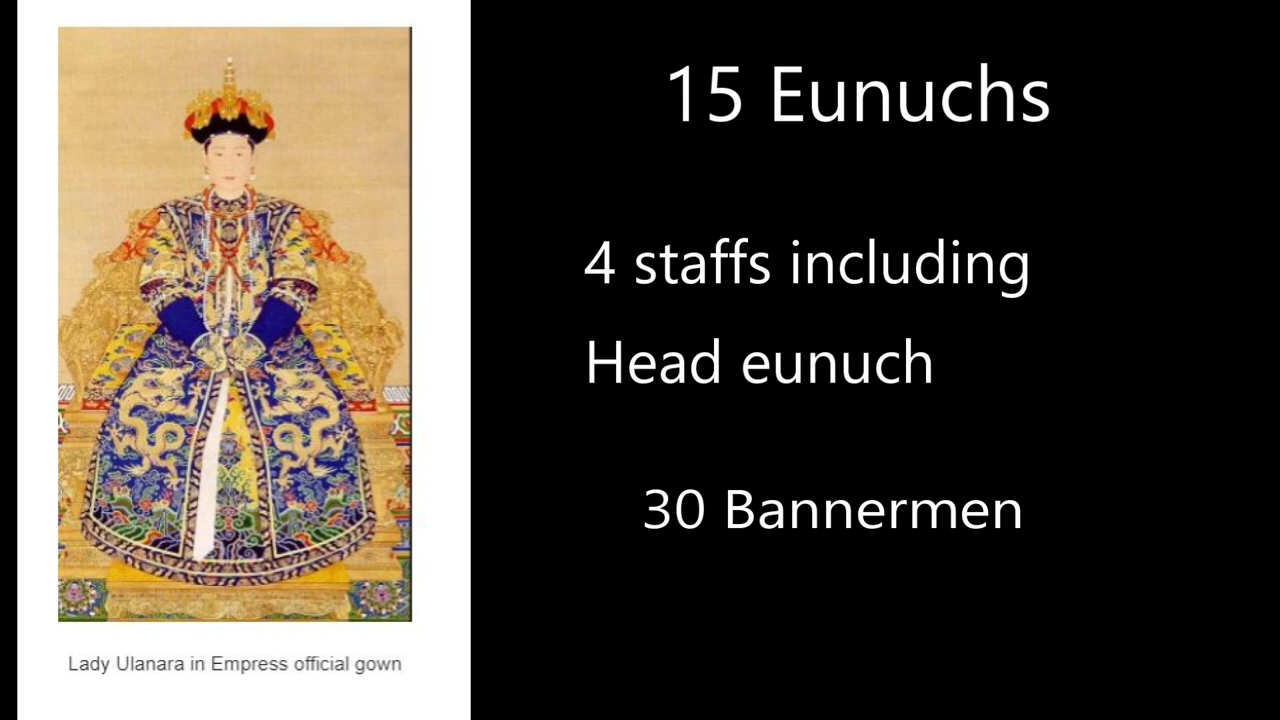 15 Eunuchs
4 staffs including
Head eunuch
30 Bannermen
Lady Ulanara in Empress official gown